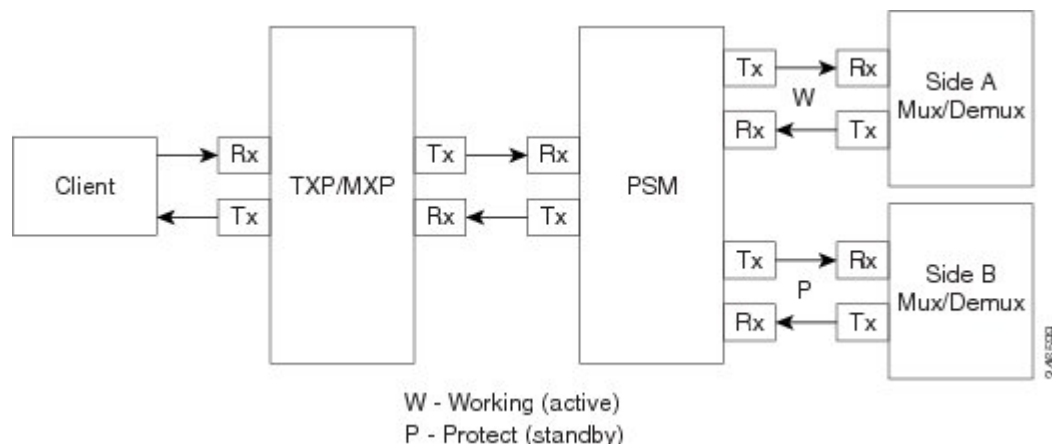 Client
Rx
Tx
TXP/MXP
Tx
Rx
Rx
Tx
PSM
Tx
Rx
W
Rx
Tx
Side A
Mux/Demux
Tx
Rx
P
Rx
Tx
Side B
Mux/Demux
W - Working (active)
P - Protect (standby)